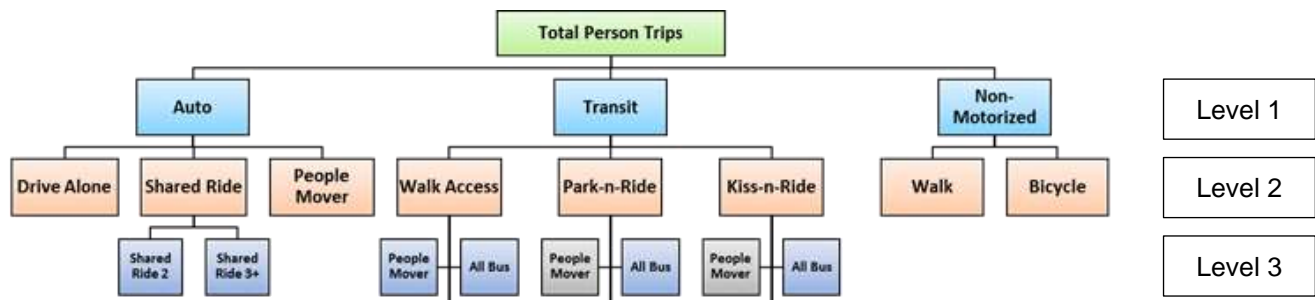 Total Person Trips
Auto
Transit
Non-
Motorized
Level 1
Drive Alone
Shared Ride
People
Mover
Walk Access
Park-n-Ride
Kiss-n-Ride
Walk
Bicycle
Level 2
Shared
Ride 2
Shared
Ride 3+
People
Mover
All Bus
People
Mover
All Bus
People
Mover
All Bus
Level 3